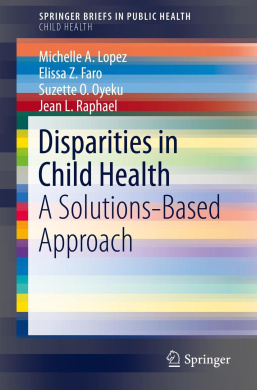 SPRINGER BRIEFS IN PUBLIC HEALTH
CHILD HEALTH
Michelle A. Lopez
Elissa Z. Faro
Suzette O. Oyeku
Jean L. Raphael
Disparities in
Child Health
A Solutions-Based
Approach
Springer